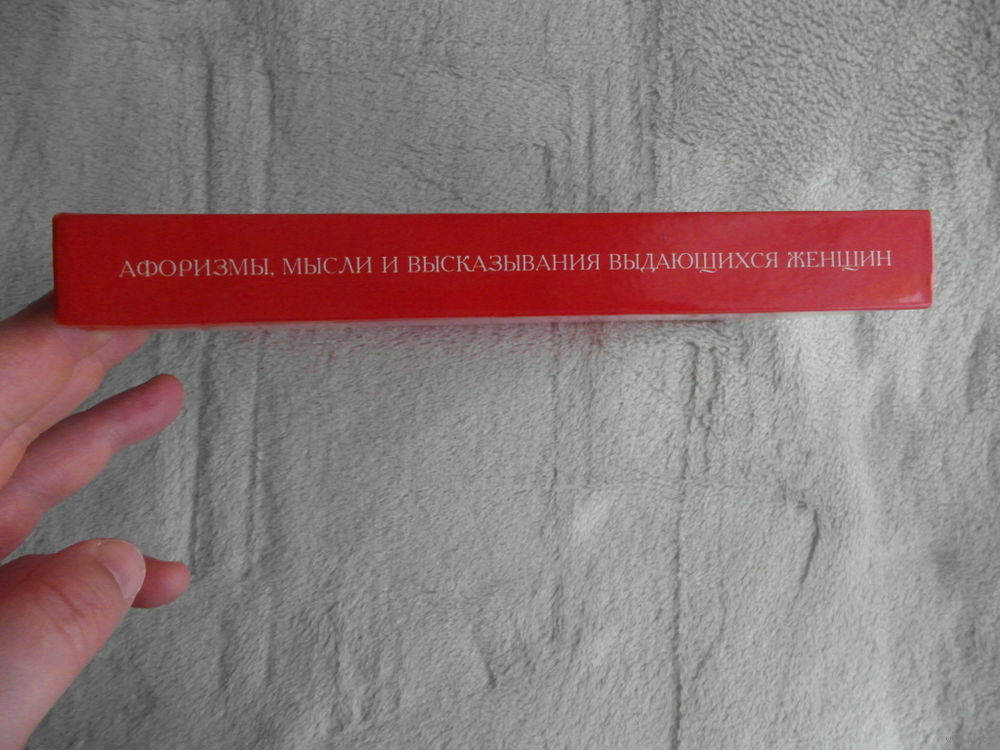 АФОРИЗМЫ, МЫСЛИ И ВЫСКАЗЫВАНИЯ ВЫДАЮЩИХСЯ ЖЕНЩИН